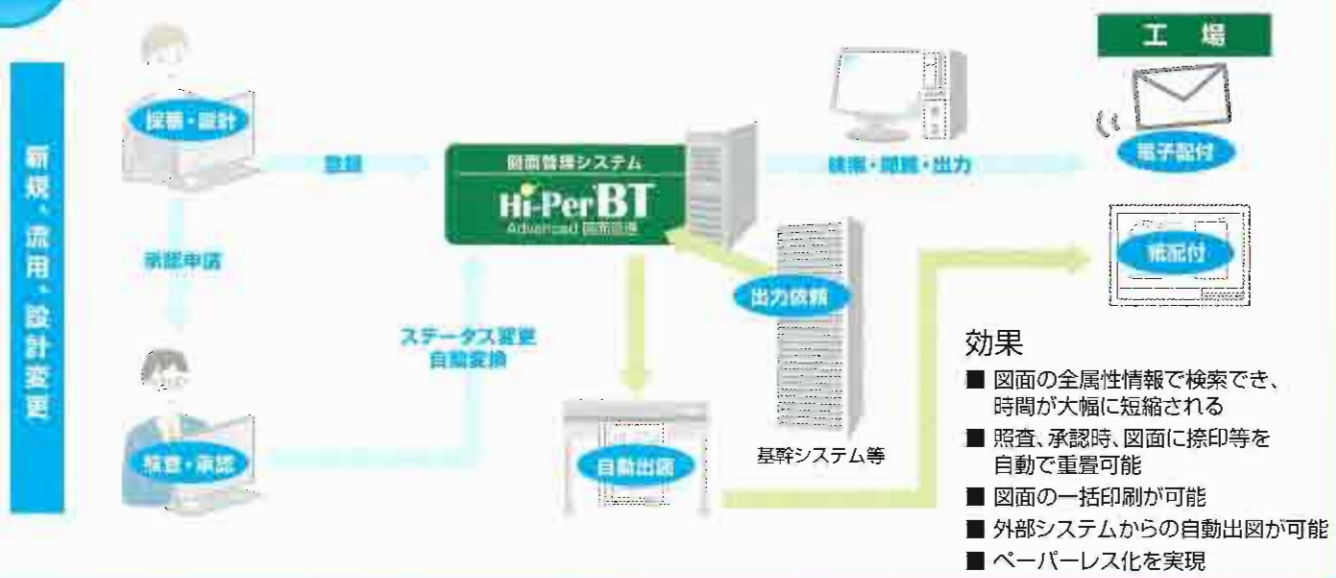 工場
新規、流用、設計変更
登録
図面管理システム
Hi-PerBT
Advanced 図面管理
検索・閲覧・出力
電子配付
承認申請
紙配付
出力依頼
ステータス変更
自動変換
照査・承認
自動出図
基幹システム等
効果
■ 図面の全属性情報で検索でき、
時間が大幅に短縮される
■ 照査、承認時、図面に捺印等を
自動で重畳可能
■ 図面の一括印刷が可能
■ 外部システムからの自動出図が可能
■ ペーパーレス化を実現